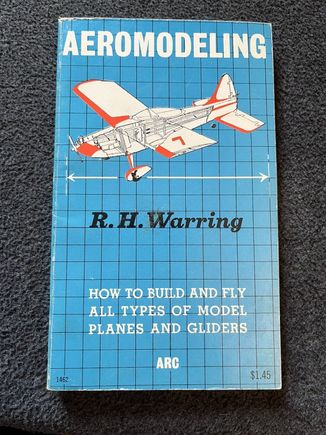 AEROMODELING
7
R.H.Warring
HOW TO BUILD AND FLY
ALL TYPES OF MODEL
PLANES AND GLIDERS
ARC
1462
$1.45